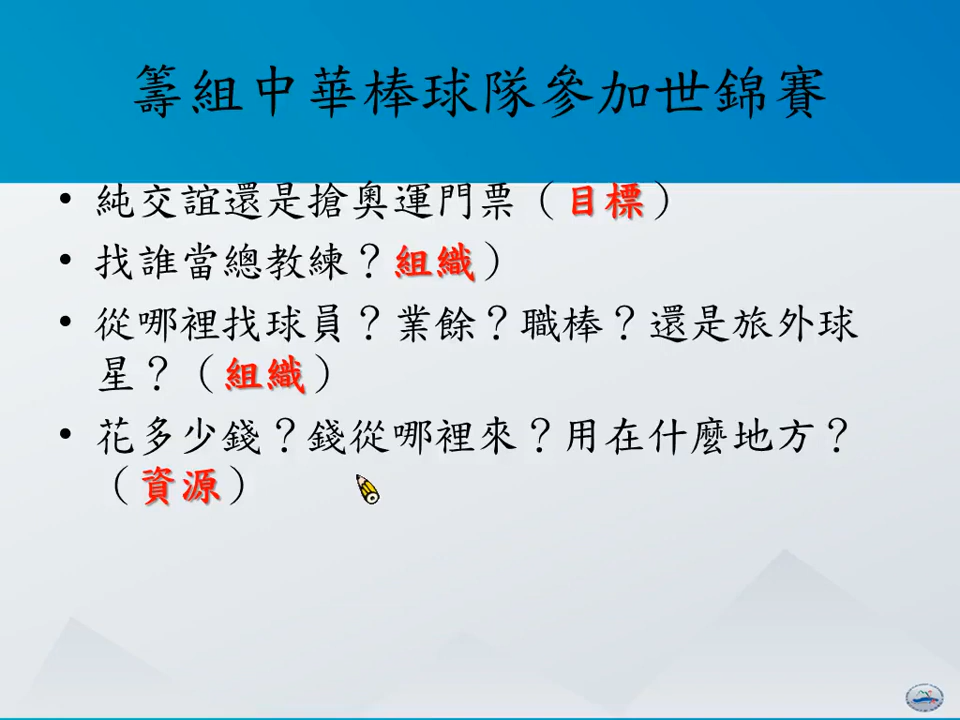 籌組中華棒球隊參加世錦賽
• 純交誼還是搶奧運門票（目標）
• 找誰當總教練？組織）
• 從哪裡找球員？業餘？職棒？還是旅外球
星？（組織）
• 花多少錢？錢從哪裡來？用在什麼地方？
（資源）